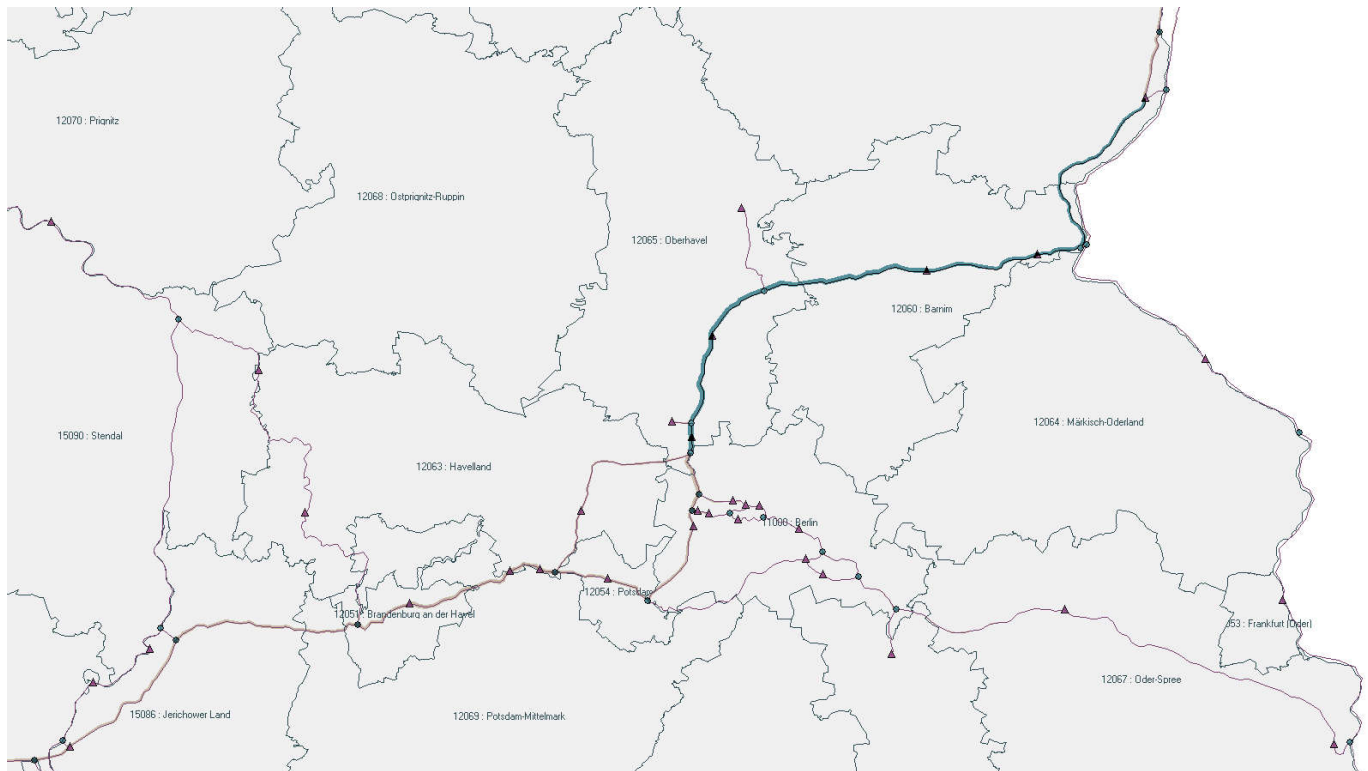 12070 : Prignitz
12068 : Ostprignitz-Ruppin
12065 : Oberhavel
12060 : Barnim
12064 : Märkisch-Oderland
15090 : Stendal
12063 : Havelland
11000 : Berlin
12054 : Potsdam
12051 : Brandenburg an der Havel
053 : Frankfurt (Oder)
12067 : Oder-Spree
15086 : Jerichower Land
12069 : Potsdam-Mittelmark